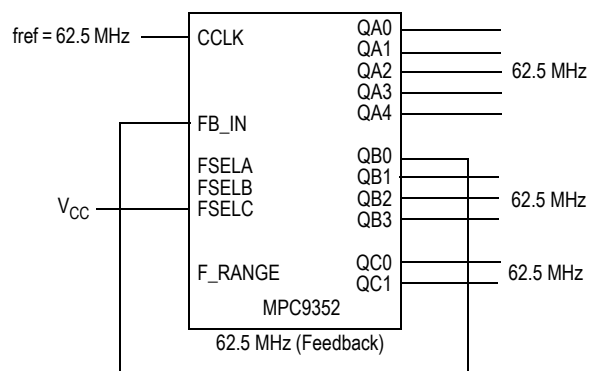 fref = 62.5 MHz
CCLK
FB_IN
FSELA
FSELB
VCC
FSELC
F_RANGE
QA0
QA1
QA2
62.5 MHz
QA3
QA4
QB0
QB1
QB2
62.5 MHz
QB3
QC0
62.5 MHz
QC1
MPC9352
62.5 MHz (Feedback)